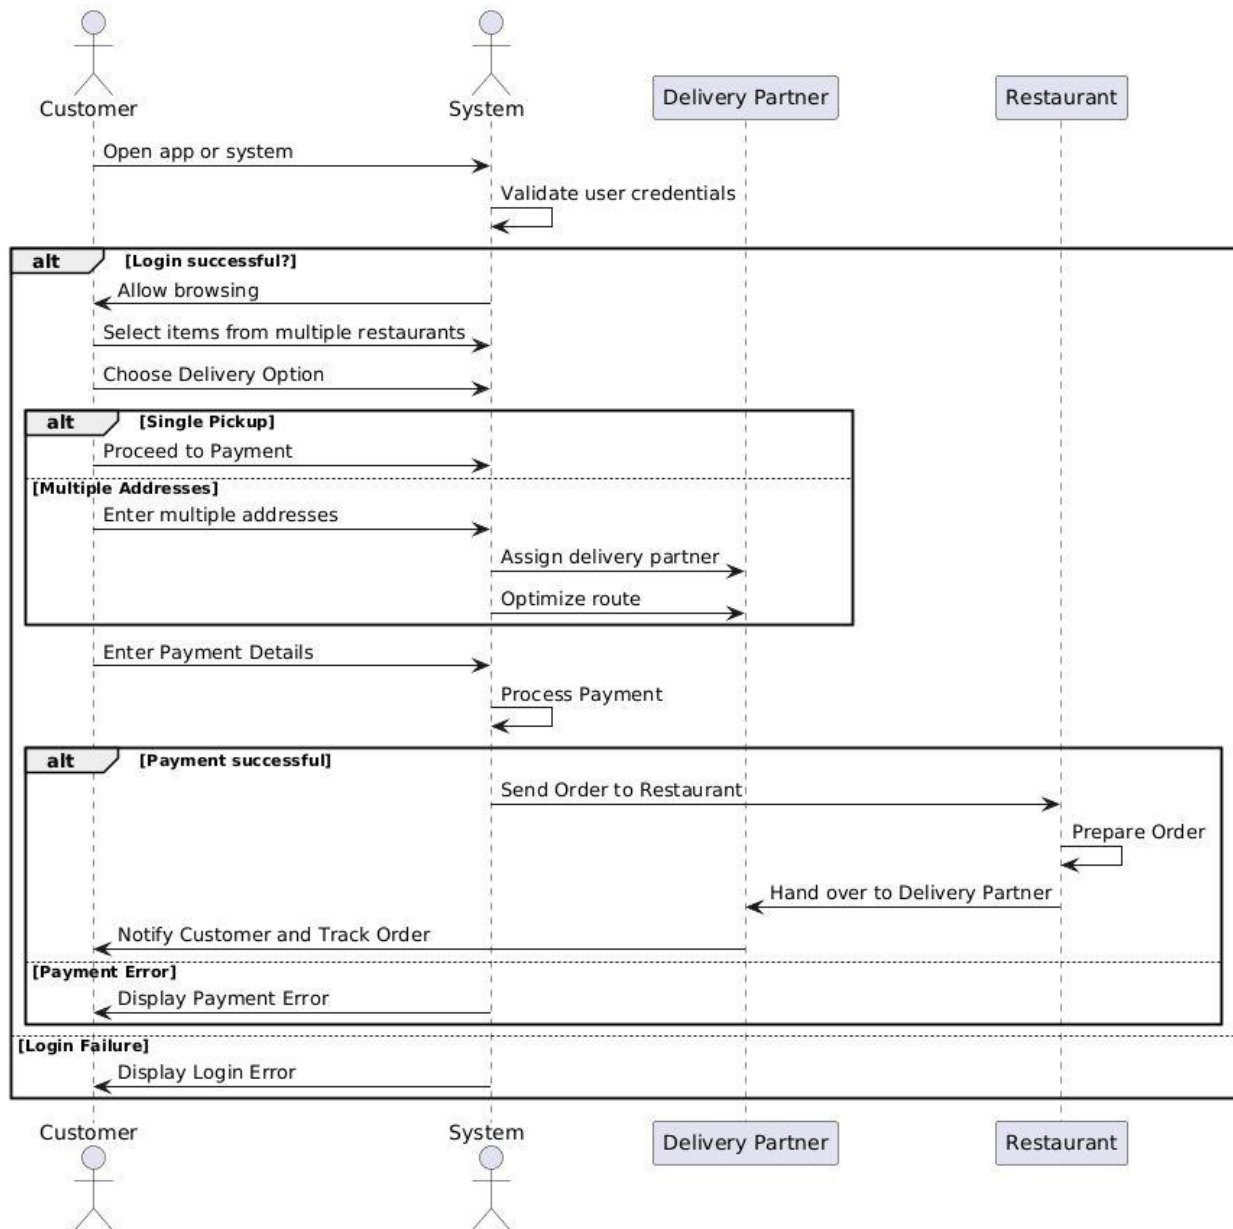 Customer
System
Delivery Partner
Restaurant
Open app or system
Validate user credentials
alt
[Login successful?]
Allow browsing
Select items from multiple restaurants
Choose Delivery Option
alt
[Single Pickup]
Proceed to Payment
[Multiple Addresses]
Enter multiple addresses
Assign delivery partner
Optimize route
Enter Payment Details
Process Payment
alt
[Payment successful]
Send Order to Restaurant
Prepare Order
Hand over to Delivery Partner
Notify Customer and Track Order
[Payment Error]
Display Payment Error
[Login Failure]
Display Login Error
Customer
System
Delivery Partner
Restaurant